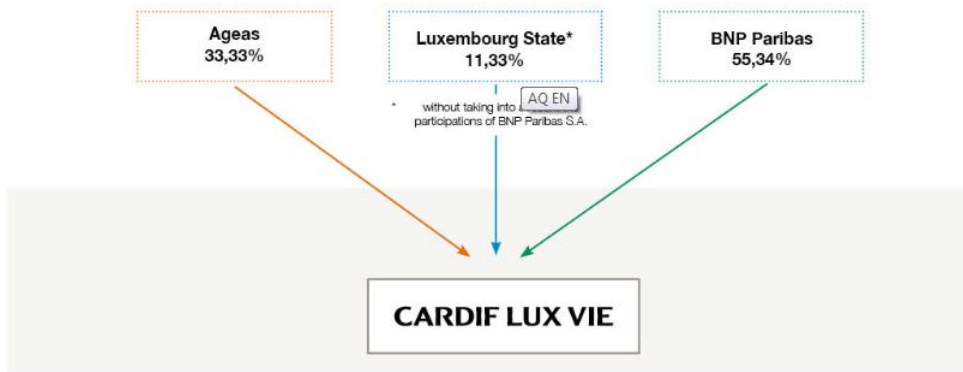 Ageas
33,33%
Luxembourg State*
11,33%
BNP Paribas
55,34%
* without taking into
AQ EN
participations of BNP Paribas S.A.
CARDIF LUX VIE